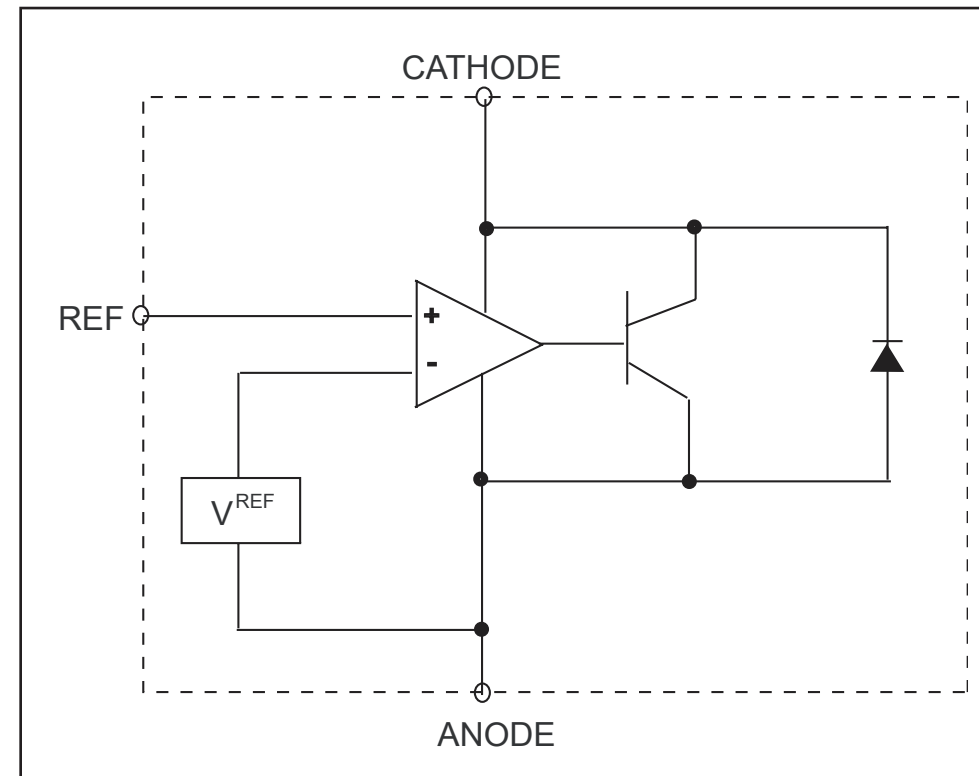 CATHODE
REF
+
-
V^REF
ANODE